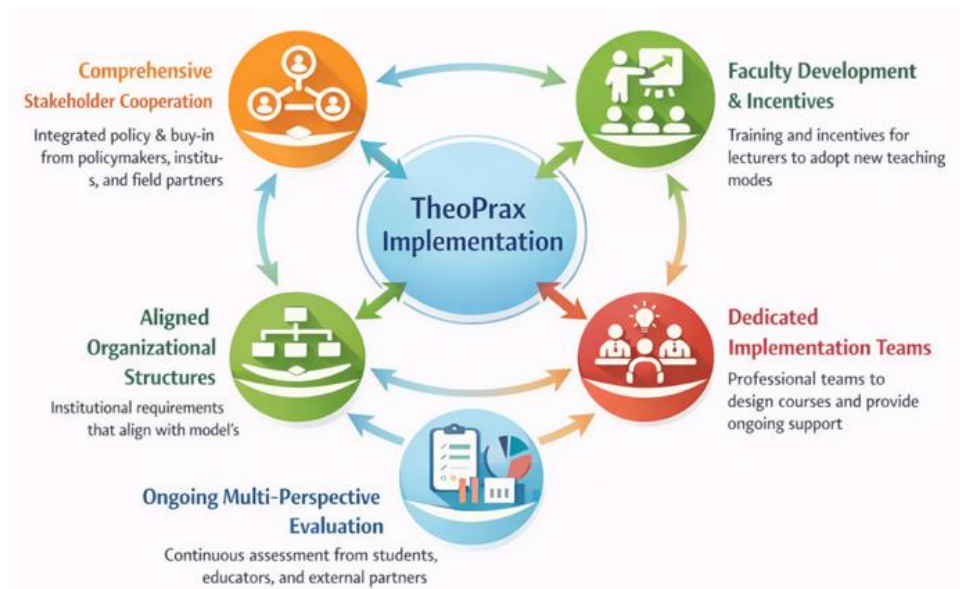 Comprehensive
Stakeholder Cooperation
Integrated policy & buy-in
from policymakers, institu-
s, and field partners
Faculty Development
& Incentives
Training and incentives for
lecturers to adopt new teaching
modes
TheoPrax
Implementation
Aligned
Organizational
Structures
Institutional requirements
that align with model's
Dedicated
Implementation Teams
Professional teams to
design courses and provide
ongoing support
Ongoing Multi-Perspective
Evaluation
Continuous assessment from students,
educators, and external partners